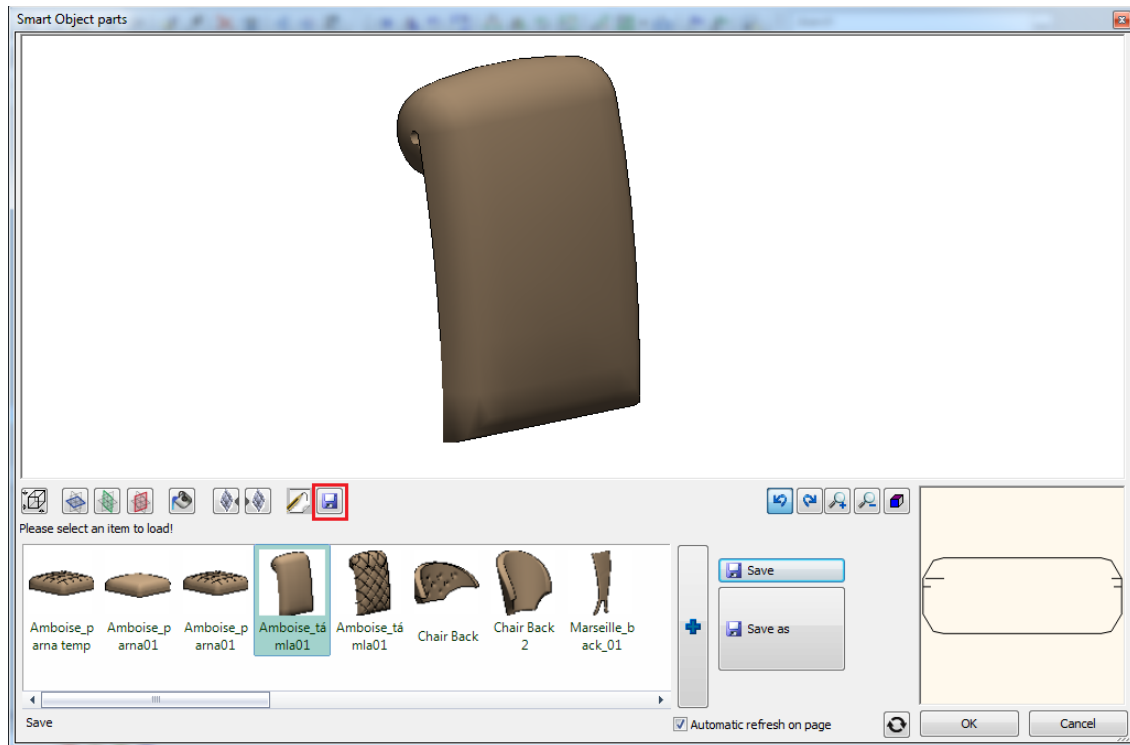 Smart Object parts
Please select an item to load!
Amboise_p
arna temp
Amboise_p
arna01
Amboise_p
arna01
Amboise_tá
mla01
Amboise_tá
mla01
Chair Back
Chair Back
2
Marseille_b
ack_01
Save
Save as
Save
Automatic refresh on page
OK
Cancel